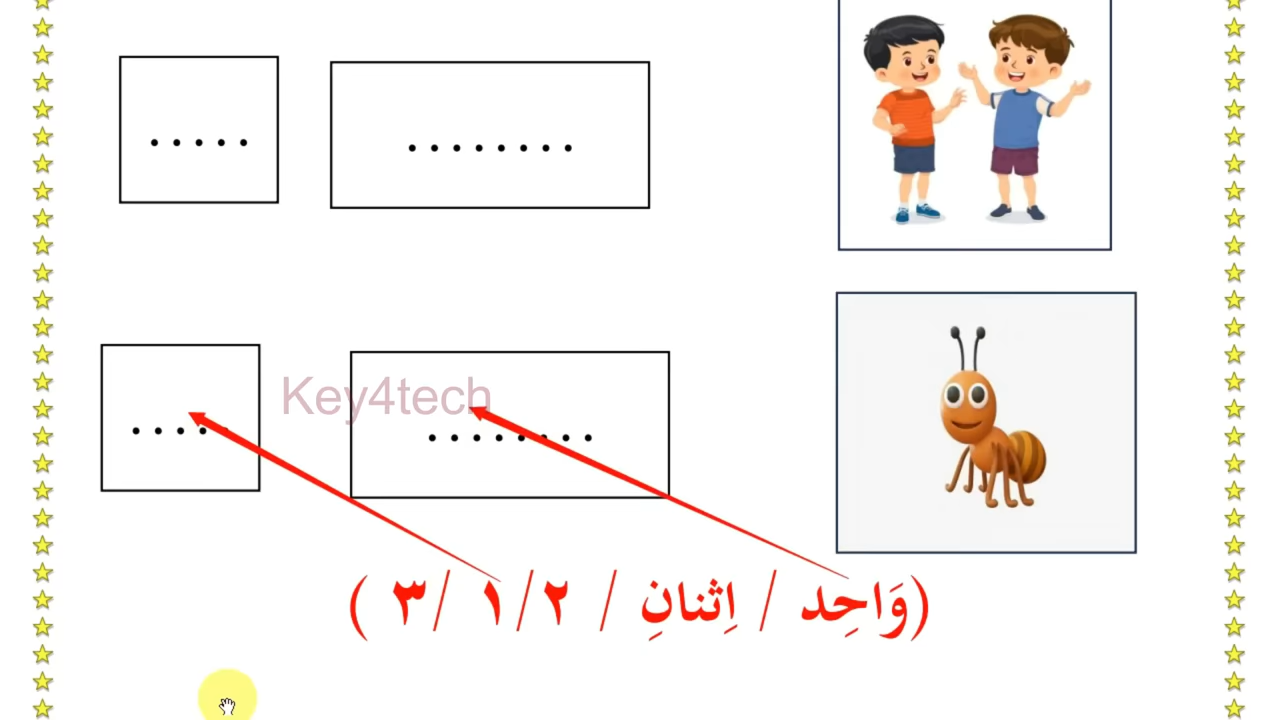 .....
........
Key4tech
.....
........
(وَاحِد / اِثنانِ / ٢/١ /٣ )